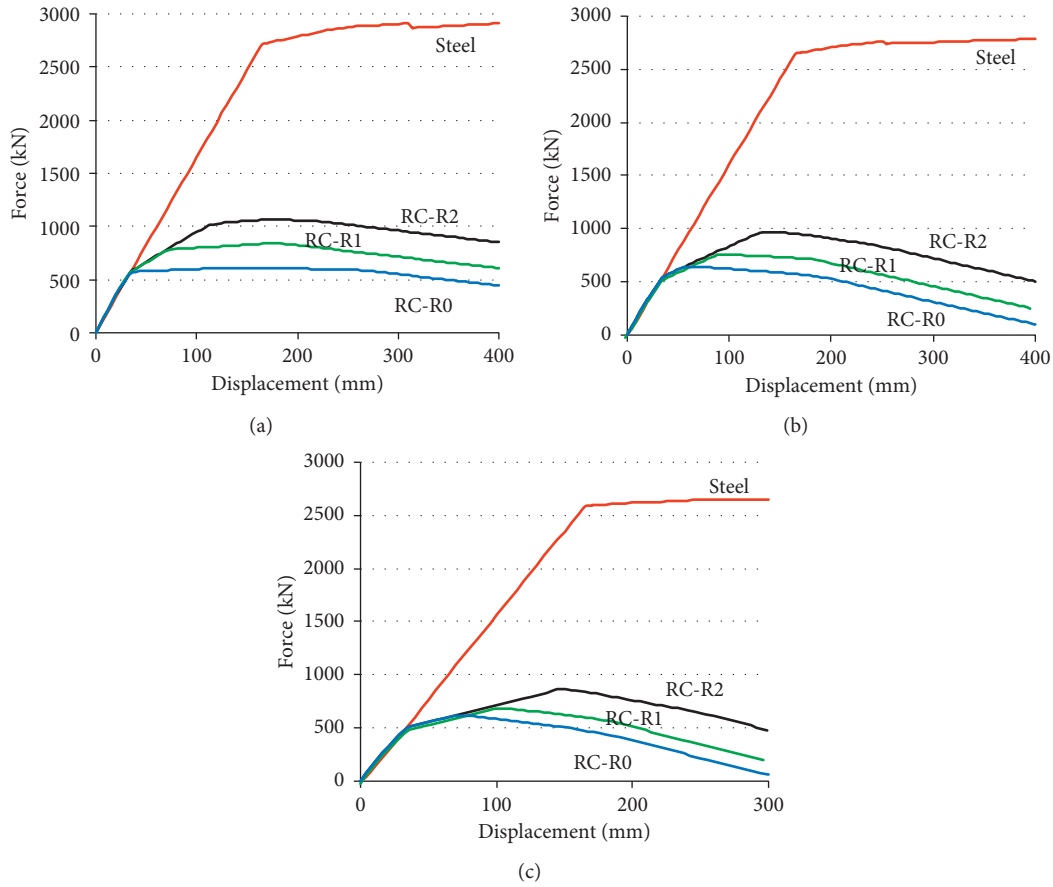 3000
2500
2000
1500
1000
500
0
Force (kN)
Steel
RC-R2
RC-R1
RC-R0
0 100 200 300 400
Displacement (mm)
(a)
3000
2500
2000
1500
1000
500
0
Force (kN)
Steel
RC-R2
RC-R1
RC-R0
0 100 200 300 400
Displacement (mm)
(b)
3000
2500
2000
1500
1000
500
0
Force (kN)
Steel
RC-R2
RC-R1
RC-R0
0 100 200 300
Displacement (mm)
(c)